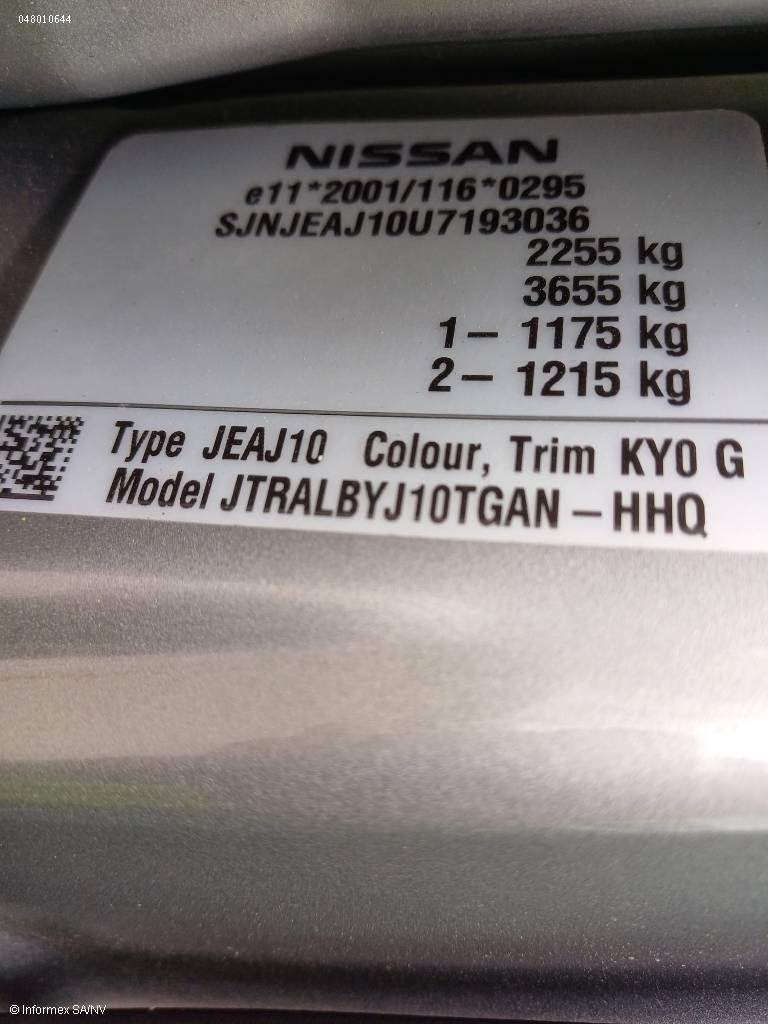 048010644
NISSAN
e11*2001/116*0295
SJNJEAJ10U7193036
2255 kg
3655 kg
1– 1175 kg
2– 1215 kg
Type JEAJ10 Colour, Trim KY0 G
Model JTRALBYJ10TGAN – HHQ
© Informex SA/NV